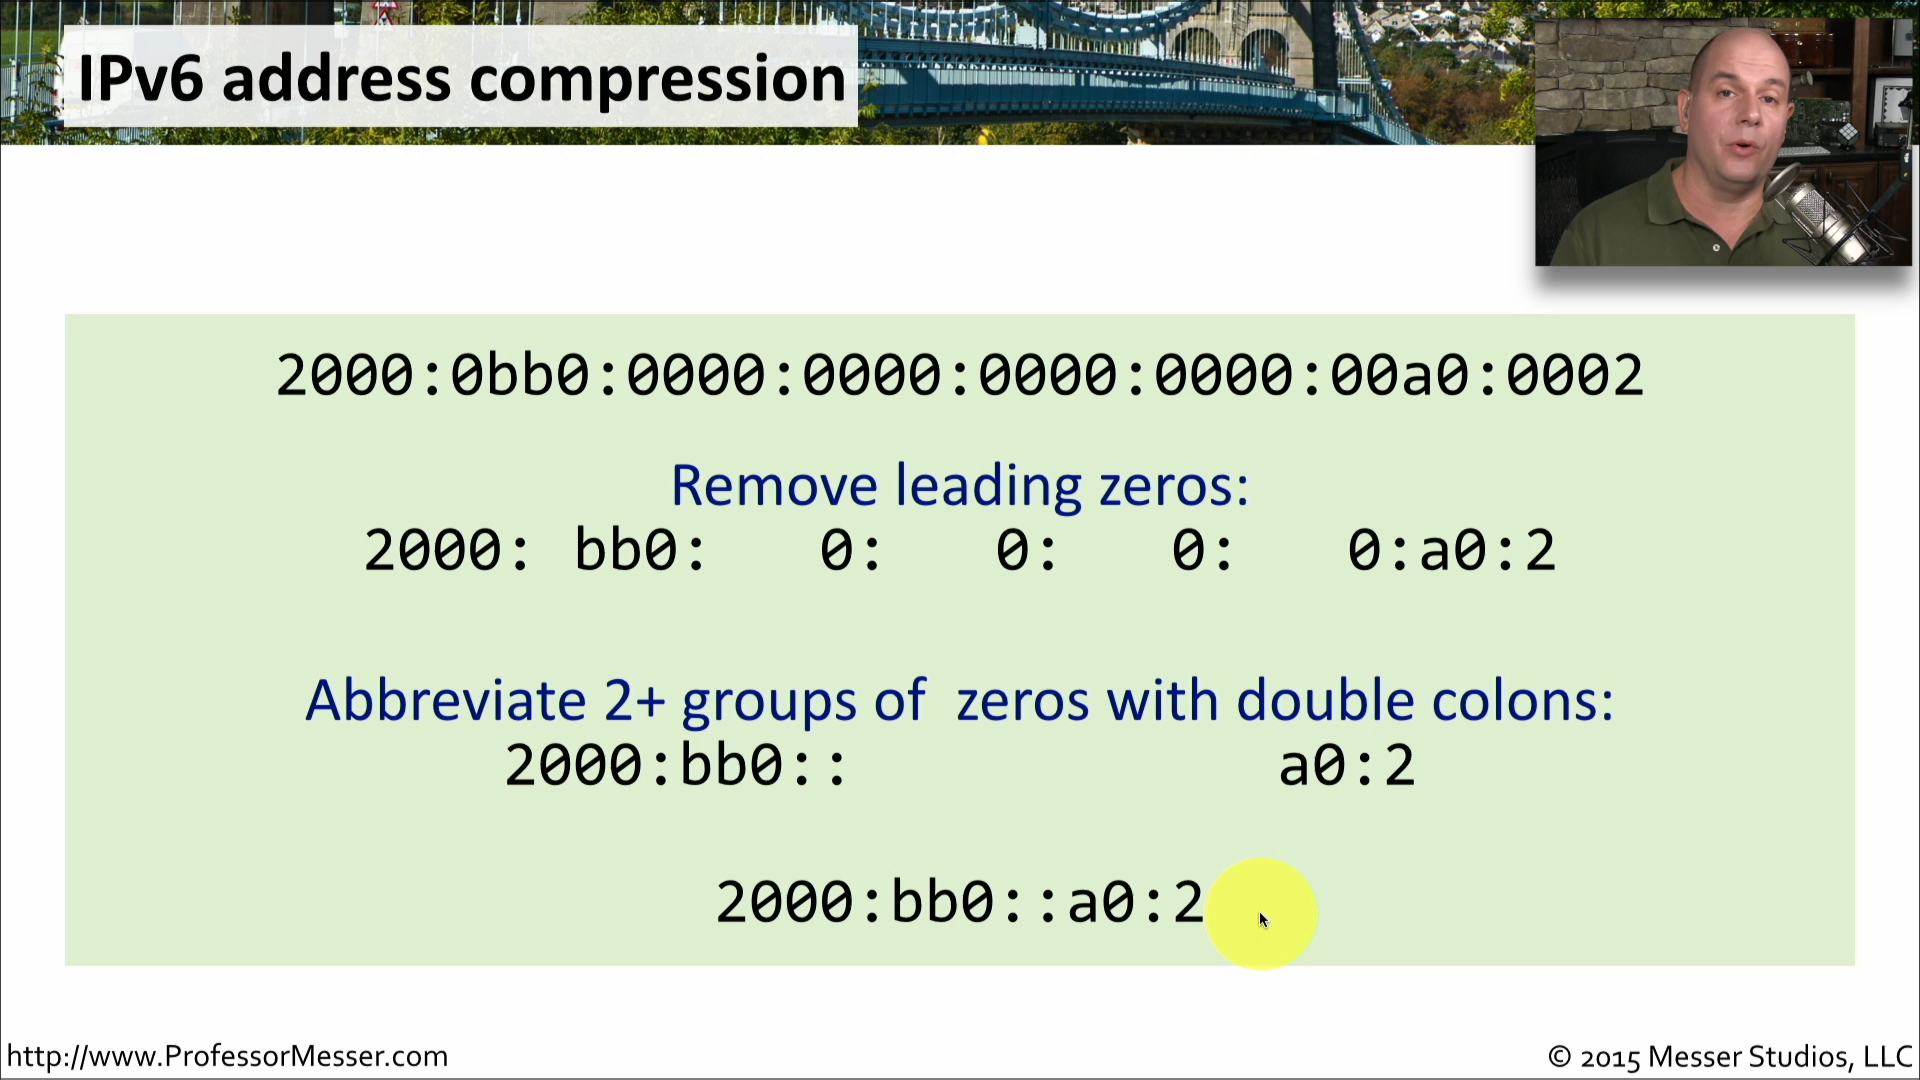 IPv6 address compression
2000:0bb0:0000:0000:0000:0000:00a0:0002
Remove leading zeros:
2000: bb0: 0: 0: 0: 0:a0:2
Abbreviate 2+ groups of zeros with double colons:
2000:bb0:: a0:2
2000:bb0::a0:2
http://www.ProfessorMesser.com
© 2015 Messer Studios, LLC